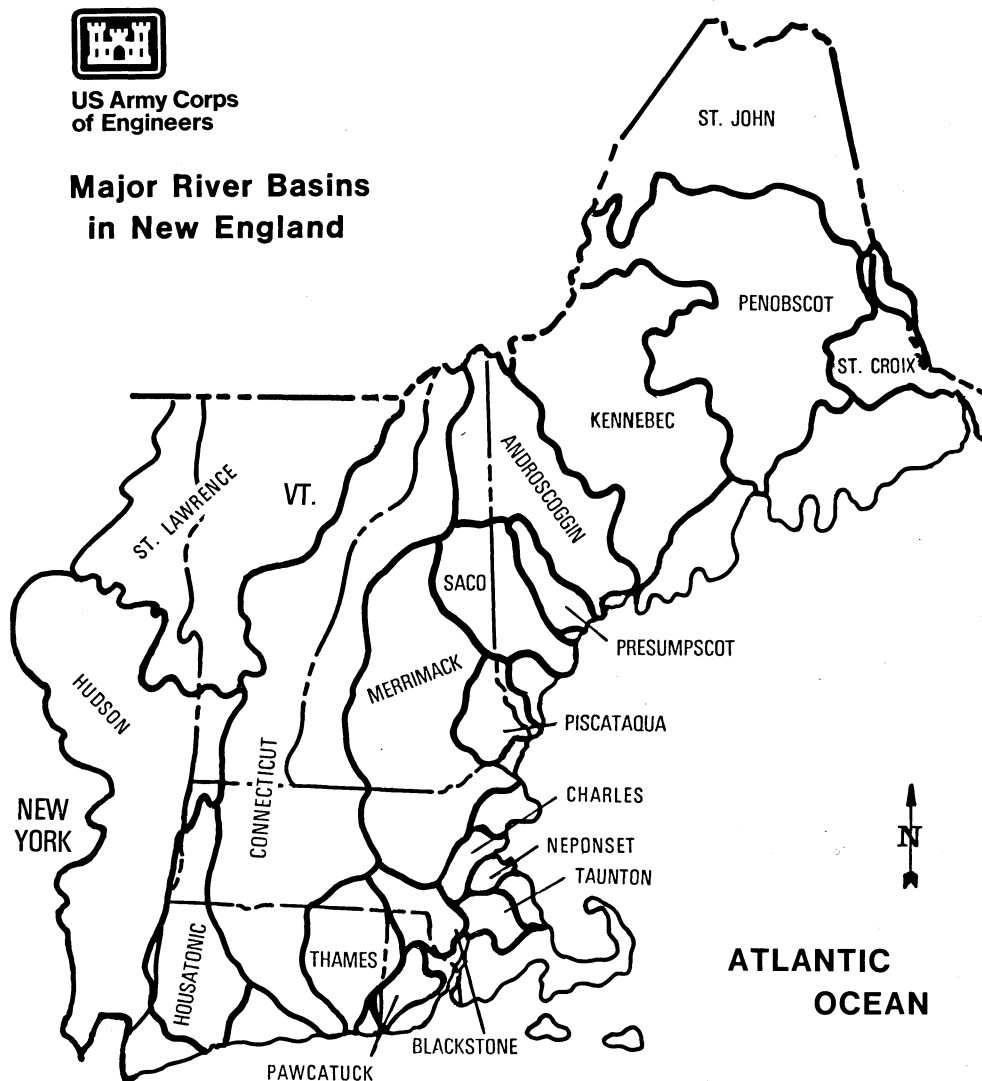 US Army Corps
of Engineers
Major River Basins
in New England
ST. JOHN
PENOBSCOT
ST. CROIX
KENNEBEC
ANDROSCOGGIN
VT.
ST. LAWRENCE
SACO
PRESUMPSCOT
MERRIMACK
HUDSON
PISCATAQUA
CONNECTICUT
CHARLES
NEW
YORK
NEPONSET
TAUNTON
N
HOUSATONIC
THAMES
ATLANTIC
OCEAN
BLACKSTONE
PAWCATUCK